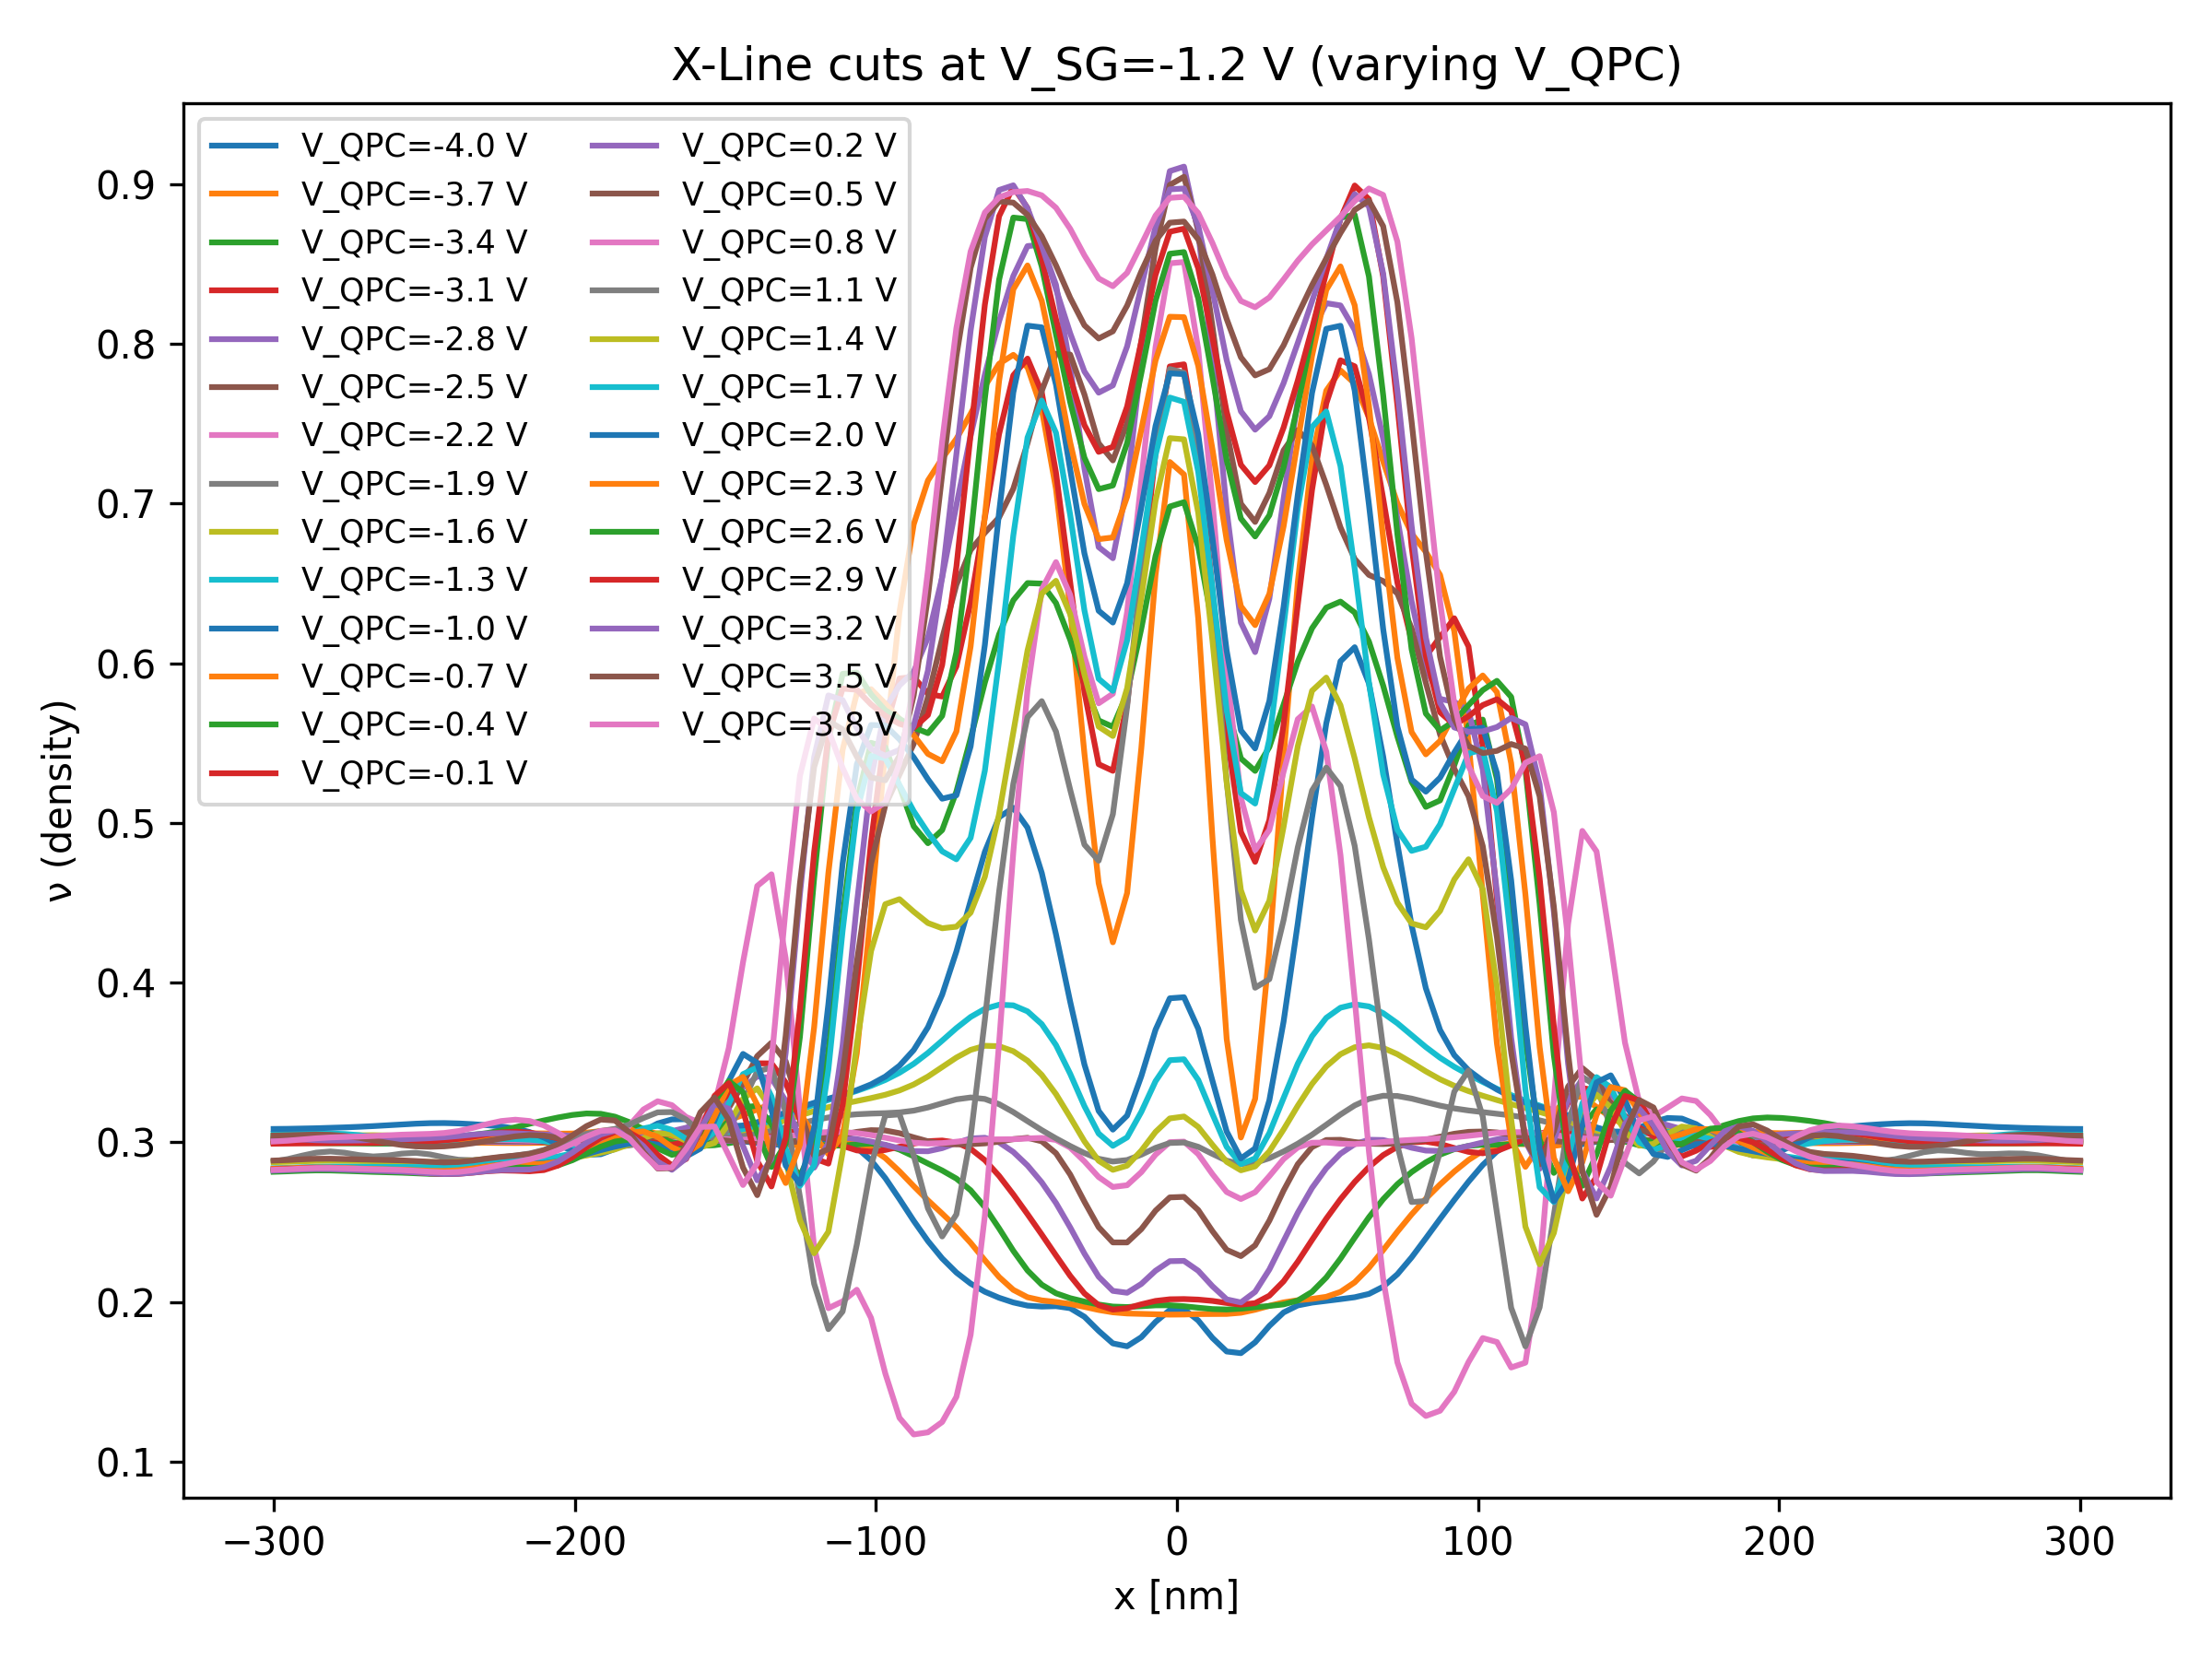 X-Line cuts at V_SG=-1.2 V (varying V_QPC)
V_QPC=-4.0 V
V_QPC=-3.7 V
V_QPC=-3.4 V
V_QPC=-3.1 V
V_QPC=-2.8 V
V_QPC=-2.5 V
V_QPC=-2.2 V
V_QPC=-1.9 V
V_QPC=-1.6 V
V_QPC=-1.3 V
V_QPC=-1.0 V
V_QPC=-0.7 V
V_QPC=-0.4 V
V_QPC=-0.1 V
V_QPC=0.2 V
V_QPC=0.5 V
V_QPC=0.8 V
V_QPC=1.1 V
V_QPC=1.4 V
V_QPC=1.7 V
V_QPC=2.0 V
V_QPC=2.3 V
V_QPC=2.6 V
V_QPC=2.9 V
V_QPC=3.2 V
V_QPC=3.5 V
V_QPC=3.8 V
ν (density)
0.9
0.8
0.7
0.6
0.5
0.4
0.3
0.2
0.1
−300
−200
−100
0
100
200
300
x [nm]